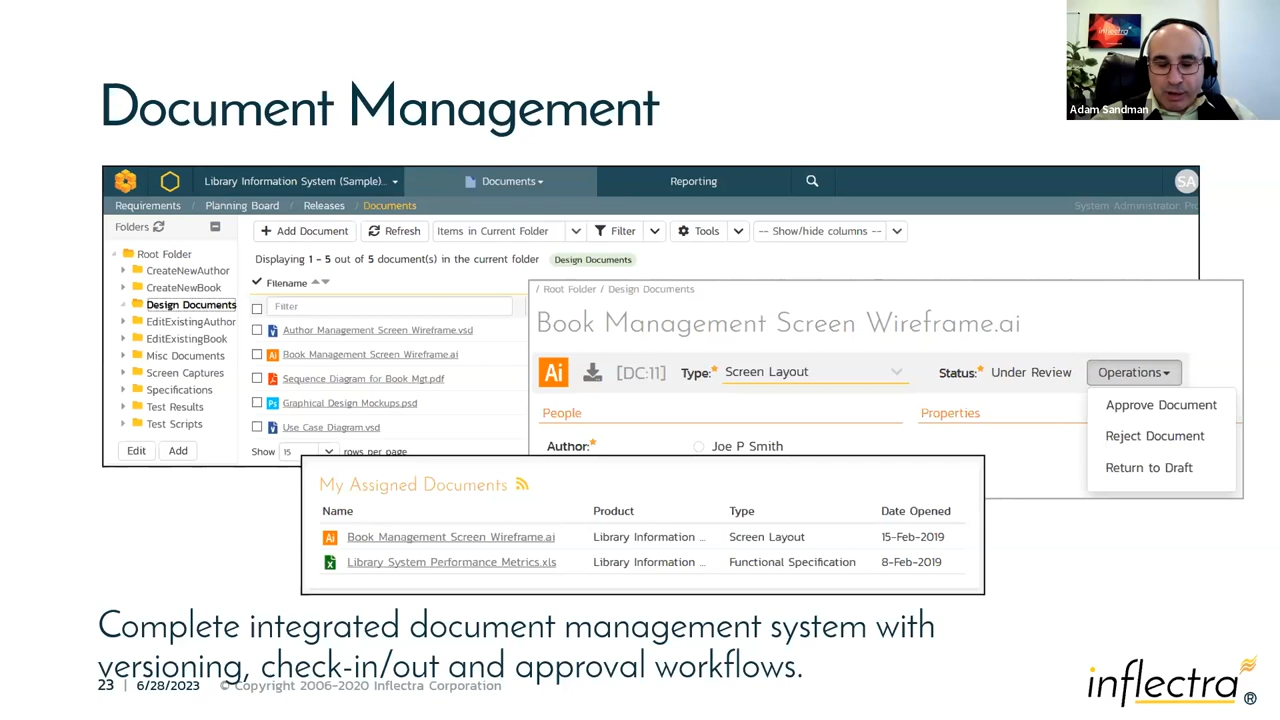 inflectra
Adam Sandman
Document Management
Library Information System (Sample)...
Documents
Reporting
SA
Requirements / Planning Board / Releases / Documents
System Administrator: Pr
Folders
Add Document
Refresh
Items in Current Folder
Filter
Tools
-- Show/hide columns --
Root Folder
CreateNewAuthor
CreateNewBook
Design Documents
EditExistingAuthor
EditExistingBook
Misc Documents
Screen Captures
Specifications
Test Results
Test Scripts
Edit
Add
Displaying 1 - 5 out of 5 document(s) in the current folder
Design Documents
Filename
Filter
Author Management Screen Wireframe.vsd
Ai Book Management Screen Wireframe.ai
Sequence Diagram for Book Mgt.pdf
Ps Graphical Design Mockups.psd
Use Case Diagram.vsd
Show 15 rows per page
/ Root Folder / Design Documents
Book Management Screen Wireframe.ai
Ai [DC:11] Type:* Screen Layout Status:* Under Review Operations
Approve Document
Reject Document
Return to Draft
People
Properties
Author:* Joe P Smith
My Assigned Documents
Name Product Type Date Opened
Ai Book Management Screen Wireframe.ai Library Information ... Screen Layout 15-Feb-2019
X Library System Performance Metrics.xls Library Information ... Functional Specification 8-Feb-2019
Complete integrated document management system with
versioning, check-in/out and approval workflows.
23 | 6/28/2023 © Copyright 2006-2020 Inflectra Corporation
inflectra®